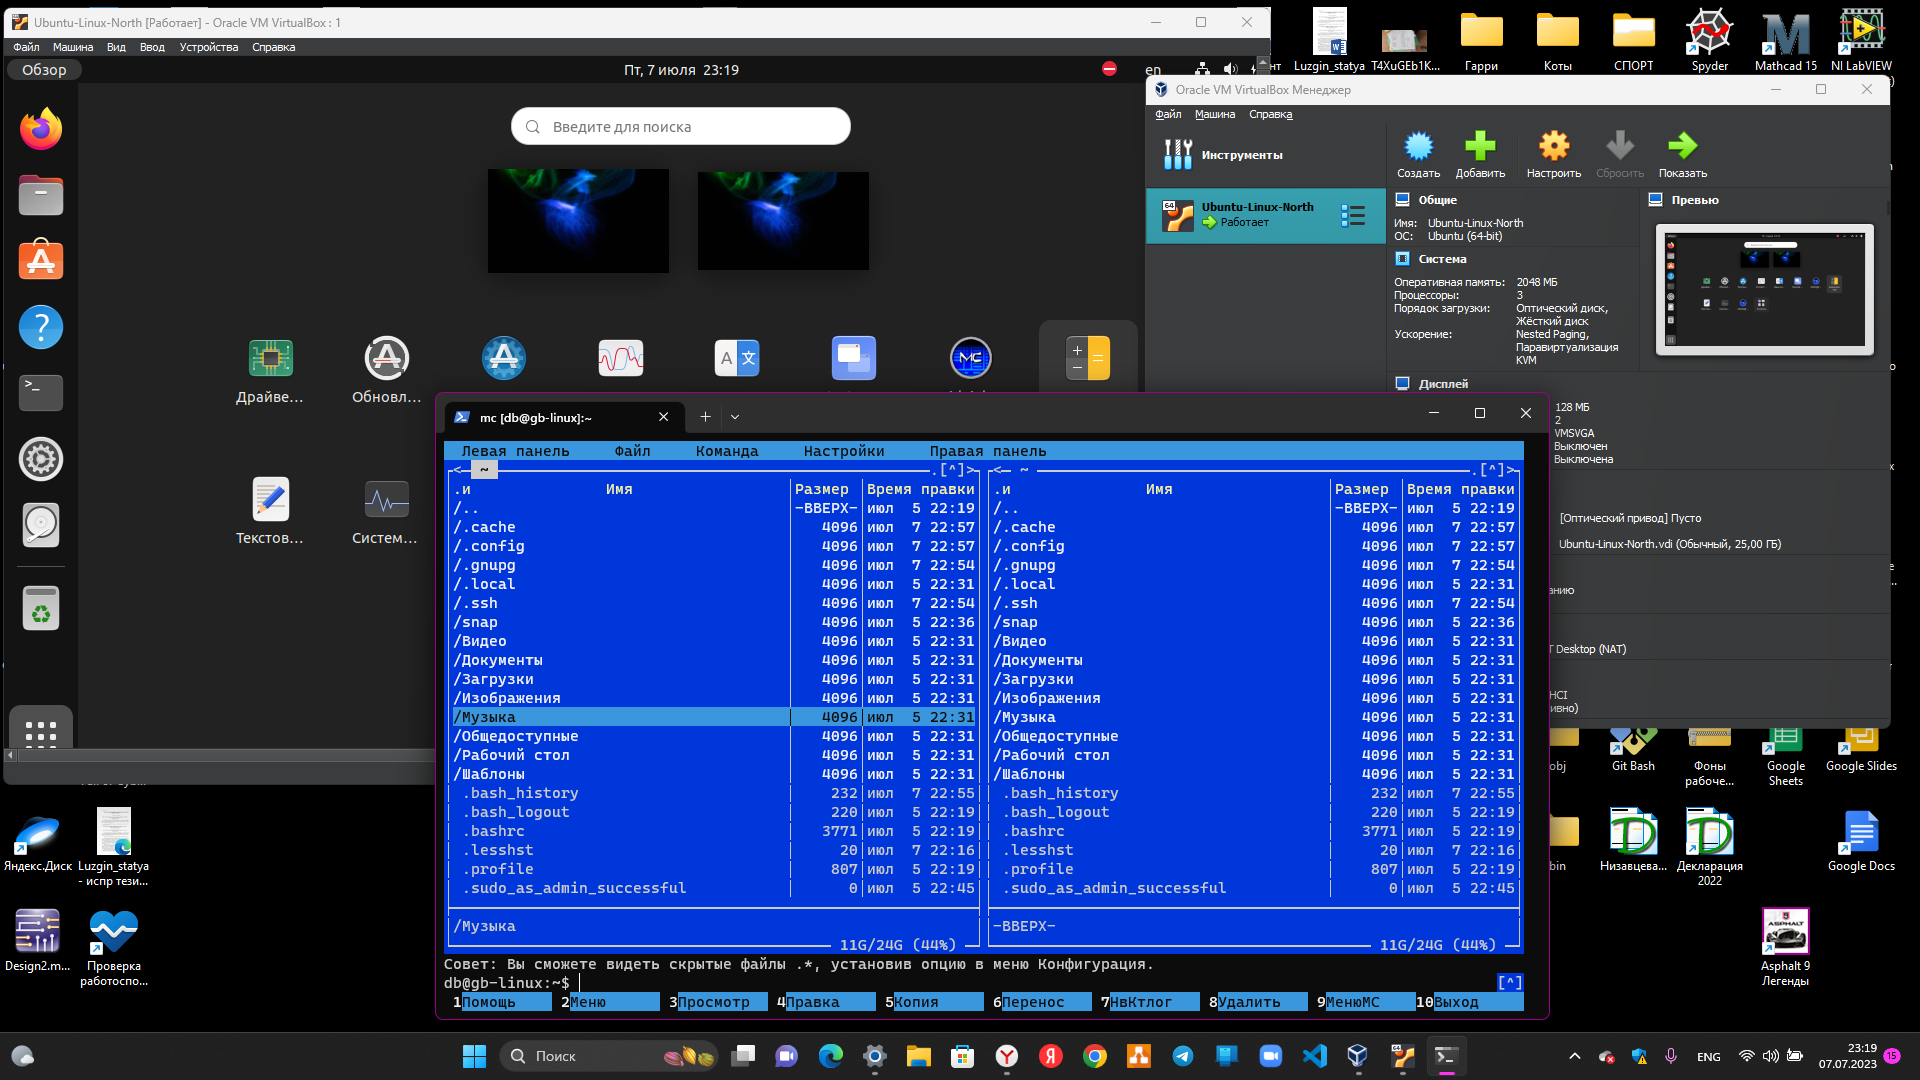 Ubuntu-Linux-North [Работает] - Oracle VM VirtualBox : 1
Файл Машина Вид Ввод Устройства Справка
Обзор
Пт, 7 июля 23:19
en
Введите для поиска
Драйве...
Обновл...
Текстов...
Систем...
Luzgin_statya
T4XuGEb1K...
Гарри
Коты
СПОРТ
Spyder
Mathcad 15
NI LabVIEW
Oracle VM VirtualBox Менеджер
Файл Машина Справка
Инструменты
Создать
Добавить
Настроить
Сбросить
Показать
64
Ubuntu-Linux-North
Работает
Общие
Имя: Ubuntu-Linux-North
ОС: Ubuntu (64-bit)
Превью
Система
Оперативная память: 2048 МБ
Процессоры: 3
Порядок загрузки: Оптический диск,
Жёсткий диск
Ускорение: Nested Paging,
Паравиртуализация
KVM
Дисплей
128 МБ
2
VMSVGA
Выключен
Выключена
[Оптический привод] Пусто
Ubuntu-Linux-North.vdi (Обычный, 25,00 ГБ)
анию
T Desktop (NAT)
HCI
ивно)
mc [db@gb-linux]:~
Левая панель Файл Команда Настройки Правая панель
<— ~ .[^]> <— ~ .[^]>
.и Имя Размер Время правки .и Имя Размер Время правки
/.. -ВВЕРХ- июл 5 22:19 /.. -ВВЕРХ- июл 5 22:19
/.cache 4096 июл 7 22:57 /.cache 4096 июл 7 22:57
/.config 4096 июл 7 22:57 /.config 4096 июл 7 22:57
/.gnupg 4096 июл 7 22:54 /.gnupg 4096 июл 7 22:54
/.local 4096 июл 5 22:31 /.local 4096 июл 5 22:31
/.ssh 4096 июл 7 22:54 /.ssh 4096 июл 7 22:54
/snap 4096 июл 5 22:36 /snap 4096 июл 5 22:36
/Видео 4096 июл 5 22:31 /Видео 4096 июл 5 22:31
/Документы 4096 июл 5 22:31 /Документы 4096 июл 5 22:31
/Загрузки 4096 июл 5 22:31 /Загрузки 4096 июл 5 22:31
/Изображения 4096 июл 5 22:31 /Изображения 4096 июл 5 22:31
/Музыка 4096 июл 5 22:31 /Музыка 4096 июл 5 22:31
/Общедоступные 4096 июл 5 22:31 /Общедоступные 4096 июл 5 22:31
/Рабочий стол 4096 июл 5 22:31 /Рабочий стол 4096 июл 5 22:31
/Шаблоны 4096 июл 5 22:31 /Шаблоны 4096 июл 5 22:31
.bash_history 232 июл 7 22:55 .bash_history 232 июл 7 22:55
.bash_logout 220 июл 5 22:19 .bash_logout 220 июл 5 22:19
.bashrc 3771 июл 5 22:19 .bashrc 3771 июл 5 22:19
.lesshst 20 июл 7 22:16 .lesshst 20 июл 7 22:16
.profile 807 июл 5 22:19 .profile 807 июл 5 22:19
.sudo_as_admin_successful 0 июл 5 22:45 .sudo_as_admin_successful 0 июл 5 22:45
/Музыка -ВВЕРХ-
11G/24G (44%) 11G/24G (44%)
Совет: Вы сможете видеть скрытые файлы .*, установив опцию в меню Конфигурация.
db@gb-linux:~$ [^]
1Помощь 2Меню 3Просмотр 4Правка 5Копия 6Перенос 7НвКтлог 8Удалить 9МенюМС 10Выход
obj
Git Bash
Фоны
рабоче...
Google
Sheets
Google Slides
bin
Низавцева...
Декларация
2022
Google Docs
Asphalt 9
Легенды
Яндекс.Диск
Luzgin_statya
- испр тези...
Design2.m...
Проверка
работоспо...
Поиск
ENG
23:19
07.07.2023
15